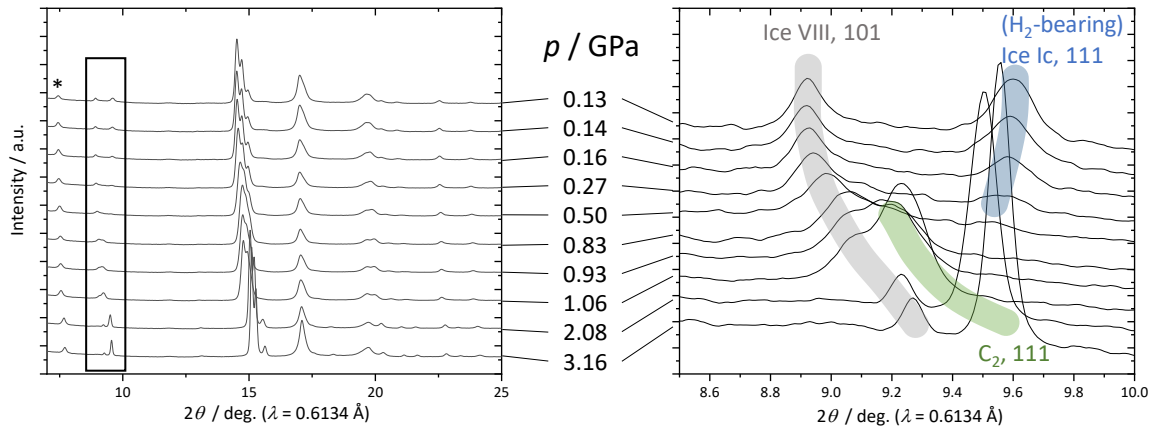 Intensity / a.u.
*
10
15
20
25
2θ / deg. (λ = 0.6134 Å)
p / GPa
0.13
0.14
0.16
0.27
0.50
0.83
0.93
1.06
2.08
3.16
Ice VIII, 101
(H₂-bearing)
Ice Ic, 111
C₂, 111
8.6
8.8
9.0
9.2
9.4
9.6
9.8
10.0
2θ / deg. (λ = 0.6134 Å)